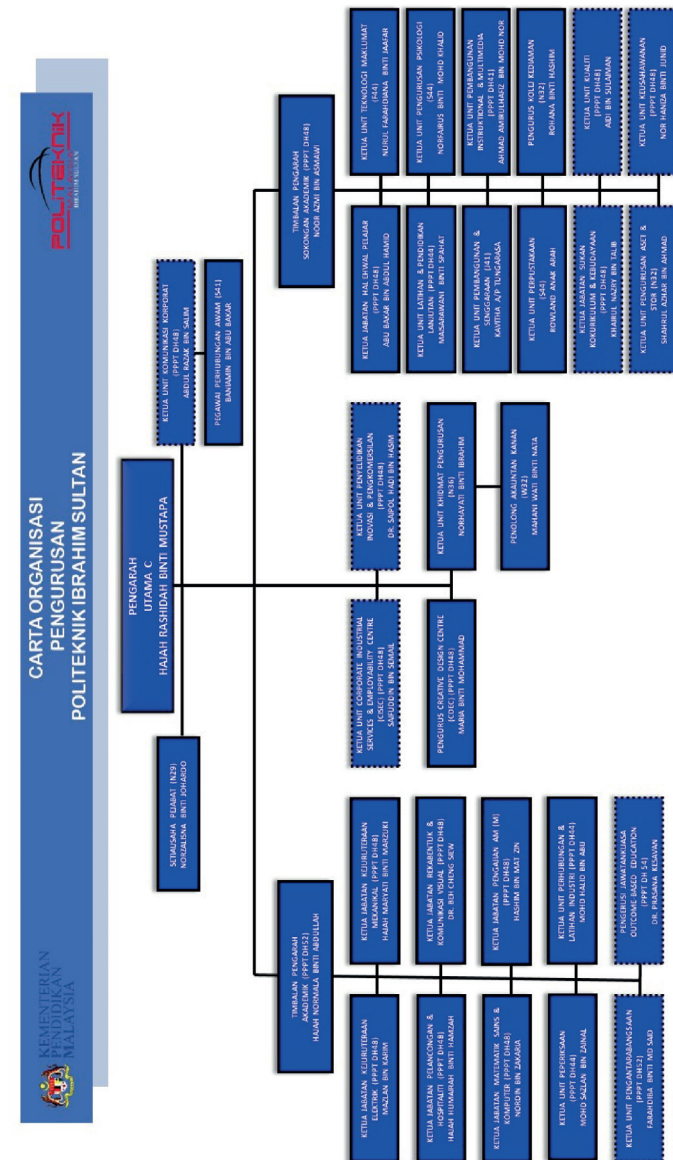 KEMENTERIAN
PENDIDIKAN
MALAYSIA
CARTA ORGANISASI
PENGURUSAN
POLITEKNIK IBRAHIM SULTAN
POLITEKNIK
IBRAHIM SULTAN
PENGARAH
UTAMA C
HAJAH RASHIDAH BINTI MUSTAPA
SETIAUSAHA PEJABAT (N29)
NORZALISNA BINTI JOHARDO
KETUA UNIT KOMUNIKASI KORPORAT
(PPPT DH48)
ABDUL RAZAK BIN SALIM
PEGAWAI PERHUBUNGAN AWAM (S41)
BANJAMIN BIN ABU BAKAR
TIMBALAN PENGARAH
AKADEMIK (PPPT DH52)
HAJAH NORMALA BINTI ABDULLAH
KETUA JABATAN KEJURUTERAAN
ELEKTRIK (PPPT DH48)
MAZLAN BIN KARIM
KETUA JABATAN KEJURUTERAAN
MEKANIKAL (PPPT DH48)
HAJAH MARYATI BINTI MARZUKI
KETUA JABATAN PELANCONGAN &
HOSPITALITI (PPPT DH48)
HAJAH HUMAIRAH BINTI HAMZAH
KETUA JABATAN REKABENTUK &
KOMUNIKASI VISUAL (PPPT DH48)
DR. BEH CHENG SIEW
KETUA JABATAN MATEMATIK SAINS &
KOMPUTER (PPPT DH48)
NORDIN BIN ZAKARIA
KETUA JABATAN PENGAJIAN AM (M)
(PPPT DH48)
HASHIM BIN MAT ZIN
KETUA UNIT PEPERIKSAAN
(PPPT DH44)
MOHD SAZLAN BIN ZAINAL
KETUA UNIT PERHUBUNGAN &
LATIHAN INDUSTRI (PPPT DH44)
MOHD HALID BIN ABU
KETUA UNIT PENGANTARABANGSAAN
(PPPT DH52)
FARAHDIBA BINTI MD SAID
PENGERUSI JAWATANKUASA
OUTCOME BASED EDUCATION
(PPPT DH 54)
DR. PRASANA KESAVAN
KETUA UNIT CORPORATE INDUSTRIAL
SERVICES & EMPLOYABILITY CENTRE
[CISEC] (PPPT DH48)
SAIFUDDIN BIN SEMAIL
KETUA UNIT PENYELIDIKAN
INOVASI & PENGKOMERSILAN
(PPPT DH48)
DR. SAIPOL HADI BIN HASIM
PENGURUS CREATIVE DESIGN CENTRE
[CDEC] (PPPT DH48)
MARIA BINTI MOHAMMAD
KETUA UNIT KHIDMAT PENGURUSAN
[N36]
NORHAYATI BINTI IBRAHIM
PENOLONG AKAUNTAN KANAN
(W32)
MAHANI WATI BINTI NATA
TIMBALAN PENGARAH
SOKONGAN AKADEMIK (PPPT DH48)
NOOR AZMI BIN ASMAWI
KETUA JABATAN HAL EHWAL PELAJAR
(PPPT DH48)
ABU BAKAR BIN ABDUL HAMID
KETUA UNIT TEKNOLOGI MAKLUMAT
(F44)
NURUL FARAHDIANA BINTI JAAFAR
KETUA UNIT LATIHAN & PENDIDIKAN
LANJUTAN (PPPT DH44)
MASARAWANI BINTI SPAHAT
KETUA UNIT PENGURUSAN PSIKOLOGI
(S44)
NORFAIRUS BINTI MOHD KHALID
KETUA UNIT PEMBANGUNAN &
SENGGARAAN (J41)
KAVITHA A/P TUNGARASA
KETUA UNIT PEMBANGUNAN
INSTRUKTIONAL & MULTIMEDIA
(PPPT DH41)
AHMAD AMIRULHAFIZ BIN MOHD NOR
KETUA UNIT PERPUSTAKAAN
(S44)
ROWLAND ANAK ARAH
PENGURUS KOLEJ KEDIAMAN
(N32)
ROHANA BINTI HASHIM
KETUA JABATAN SUKAN
KOKURIKULUM & KEBUDAYAAN
(PPPT DH48)
KHAIRUL NAZRY BIN TALIB
KETUA UNIT KUALITI
(PPPT DH48)
AIDI BIN SULAIMAN
KETUA UNIT PENGURUSAN ASET &
STOR (N32)
SHAHRUL AZHAR BIN AHMAD
KETUA UNIT KEUSAHAWANAN
(PPPT DH48)
NOR HANIZA BINTI JUNID